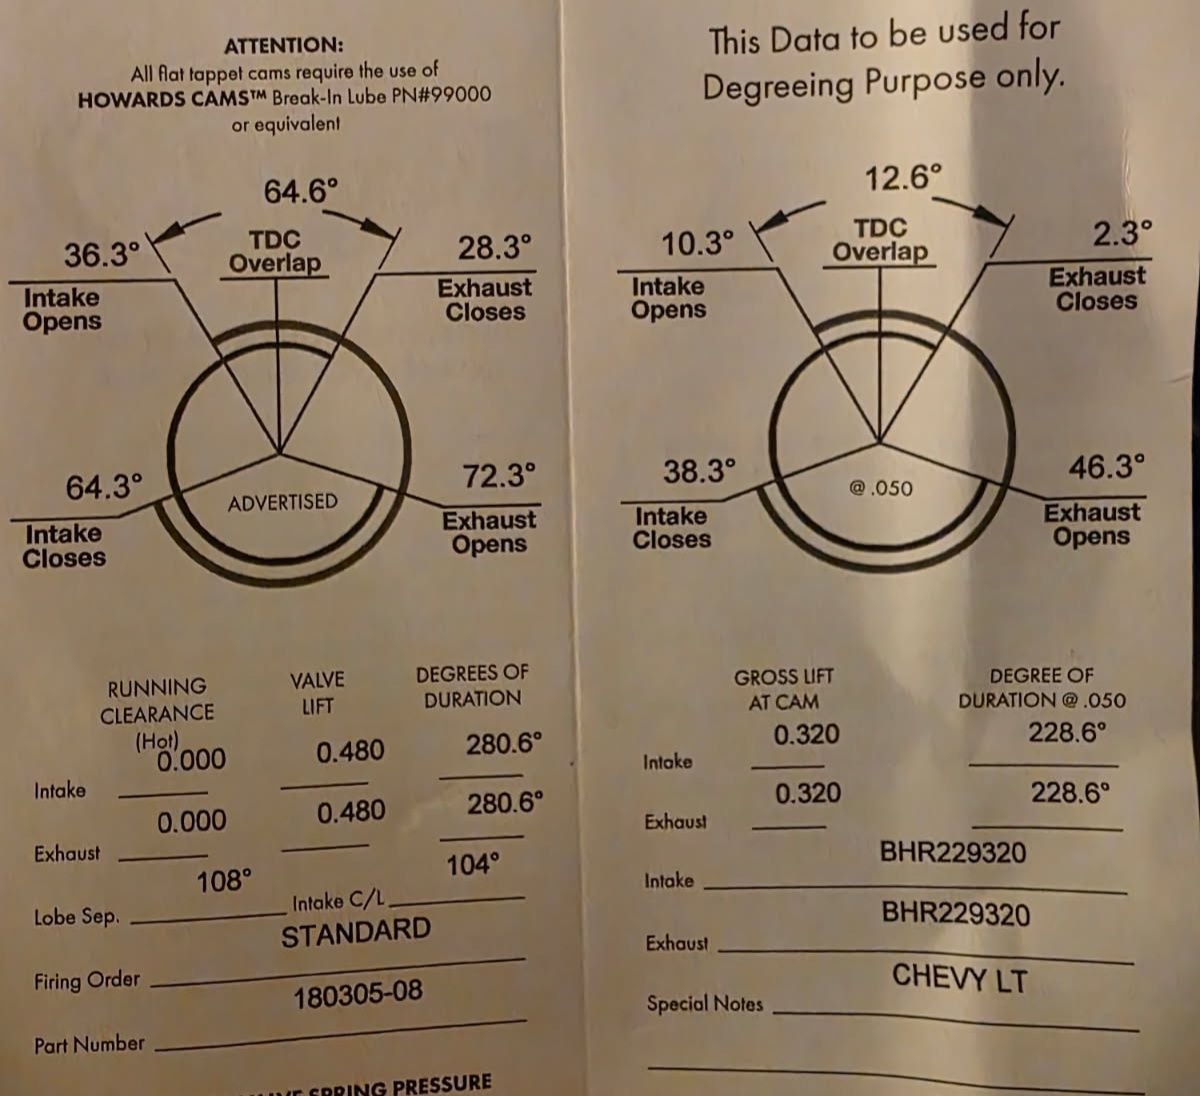 ATTENTION:
All flat tappet cams require the use of
HOWARDS CAMS™ Break-In Lube PN#99000
or equivalent
64.6°
36.3°
TDC
Overlap
28.3°
Intake
Opens
Exhaust
Closes
64.3°
72.3°
ADVERTISED
Intake
Closes
Exhaust
Opens
RUNNING
CLEARANCE
(Hot)
VALVE
LIFT
DEGREES OF
DURATION
0.000
0.480
280.6°
Intake
0.000
0.480
280.6°
Exhaust
108°
104°
Lobe Sep.
Intake C/L
STANDARD
Firing Order
180305-08
Part Number
SPRING PRESSURE
This Data to be used for
Degreeing Purpose only.
12.6°
10.3°
TDC
Overlap
2.3°
Intake
Opens
Exhaust
Closes
38.3°
46.3°
@ .050
Intake
Closes
Exhaust
Opens
GROSS LIFT
AT CAM
DEGREE OF
DURATION @ .050
0.320
228.6°
Intake
0.320
228.6°
Exhaust
BHR229320
Intake
BHR229320
Exhaust
CHEVY LT
Special Notes